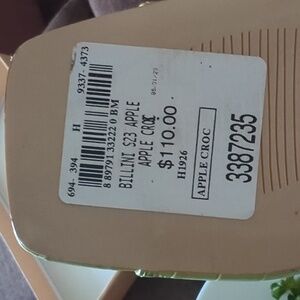 9337-4373
H
694- 394
8 89791 33222 0 BM
BILLINI S23 APPLE
APPLE CROC
$110.00
H1926
APPLE CROC
3387235